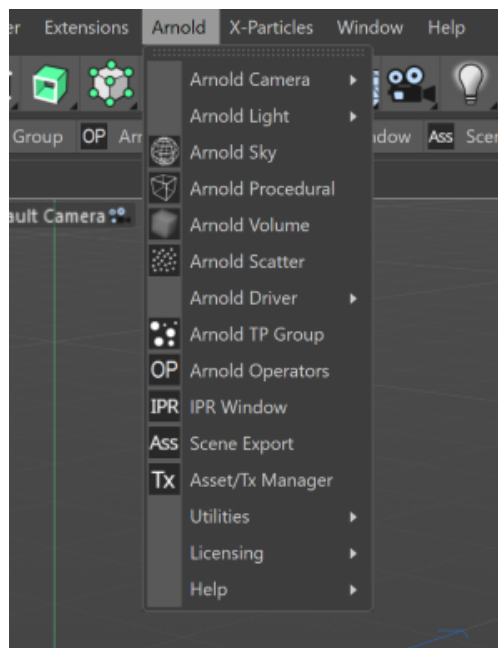 Extensions Arnold X-Particles Window Help
Arnold Camera
Group OP
Arnold Light
Ass
Arnold Sky
Arnold Procedural
Camera
Arnold Volume
Arnold Scatter
Arnold Driver
Arnold TP Group
OP Arnold Operators
IPR IPR Window
Ass Scene Export
Tx Asset/Tx Manager
Utilities
Licensing
Help